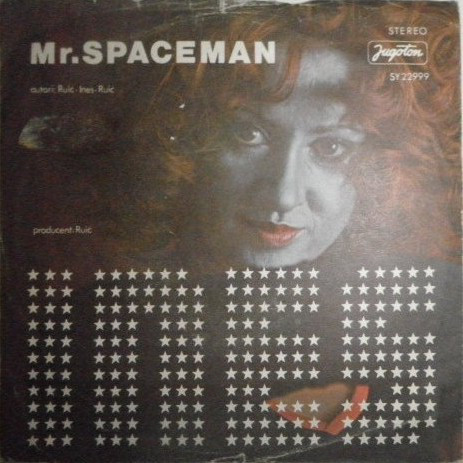 STEREO
Mr.SPACEMAN
Jugoton
SY 22999
autori: Ruic - Ines - Ruic
producent: Ruic
INES